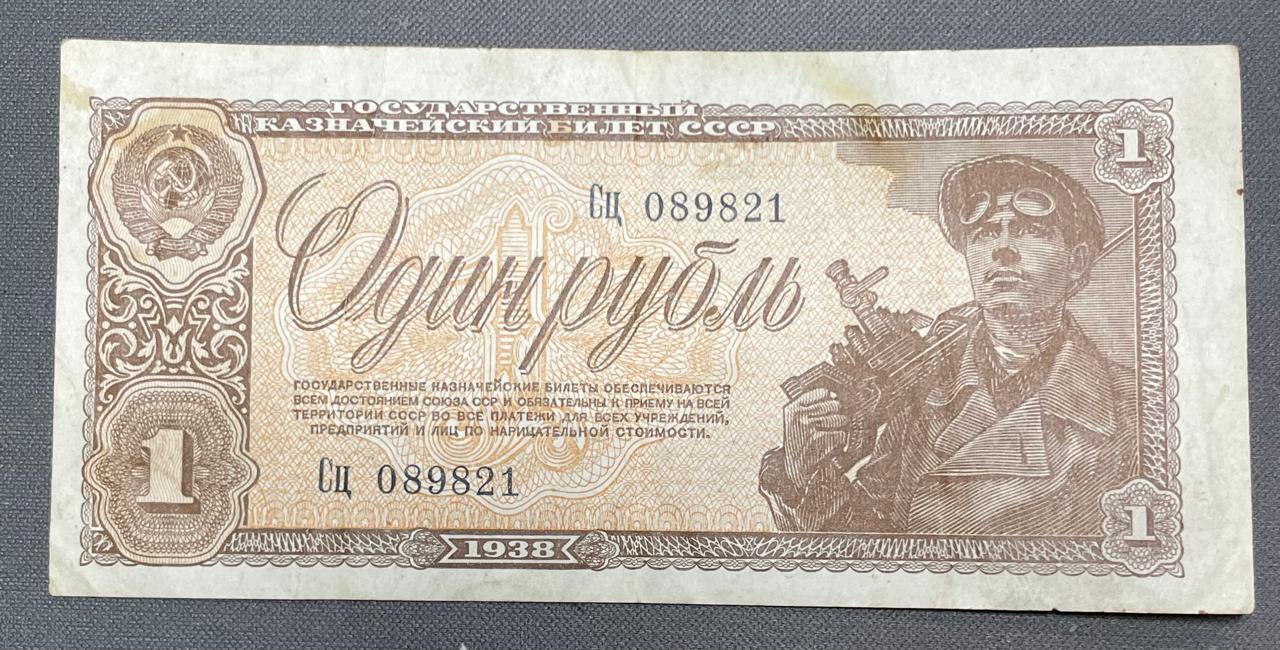 ГОСУДАРСТВЕННЫЙ
КАЗНАЧЕЙСКИЙ БИЛЕТ СССР
1
Сц 089821
Один рубль
ГОСУДАРСТВЕННЫЕ КАЗНАЧЕЙСКИЕ БИЛЕТЫ ОБЕСПЕЧИВАЮТСЯ
ВСЕМ ДОСТОЯНИЕМ СОЮЗА ССР И ОБЯЗАТЕЛЬНЫ К ПРИЕМУ НА ВСЕЙ
ТЕРРИТОРИИ СССР ВО ВСЕ ПЛАТЕЖИ ДЛЯ ВСЕХ УЧРЕЖДЕНИЙ,
ПРЕДПРИЯТИЙ И ЛИЦ ПО НАРИЦАТЕЛЬНОЙ СТОИМОСТИ.
1
Сц 089821
1
1938